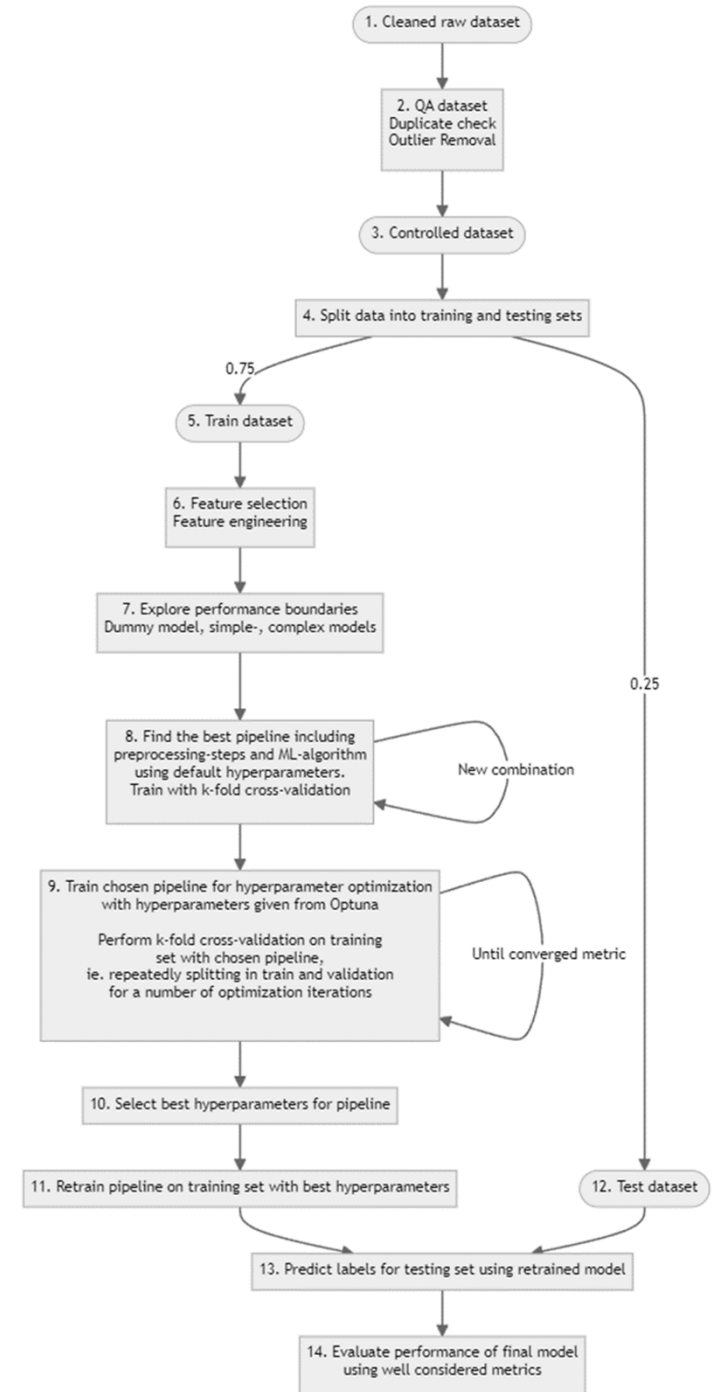 1. Cleaned raw dataset
2. QA dataset
Duplicate check
Outlier Removal
3. Controlled dataset
4. Split data into training and testing sets
0.75
5. Train dataset
6. Feature selection
Feature engineering
7. Explore performance boundaries
Dummy model, simple-, complex models
0.25
8. Find the best pipeline including
preprocessing-steps and ML-algorithm
using default hyperparameters.
Train with k-fold cross-validation
New combination
9. Train chosen pipeline for hyperparameter optimization
with hyperparameters given from Optuna
Perform k-fold cross-validation on training
set with chosen pipeline,
ie. repeatedly splitting in train and validation
for a number of optimization iterations
Until converged metric
10. Select best hyperparameters for pipeline
11. Retrain pipeline on training set with best hyperparameters
12. Test dataset
13. Predict labels for testing set using retrained model
14. Evaluate performance of final model
using well considered metrics